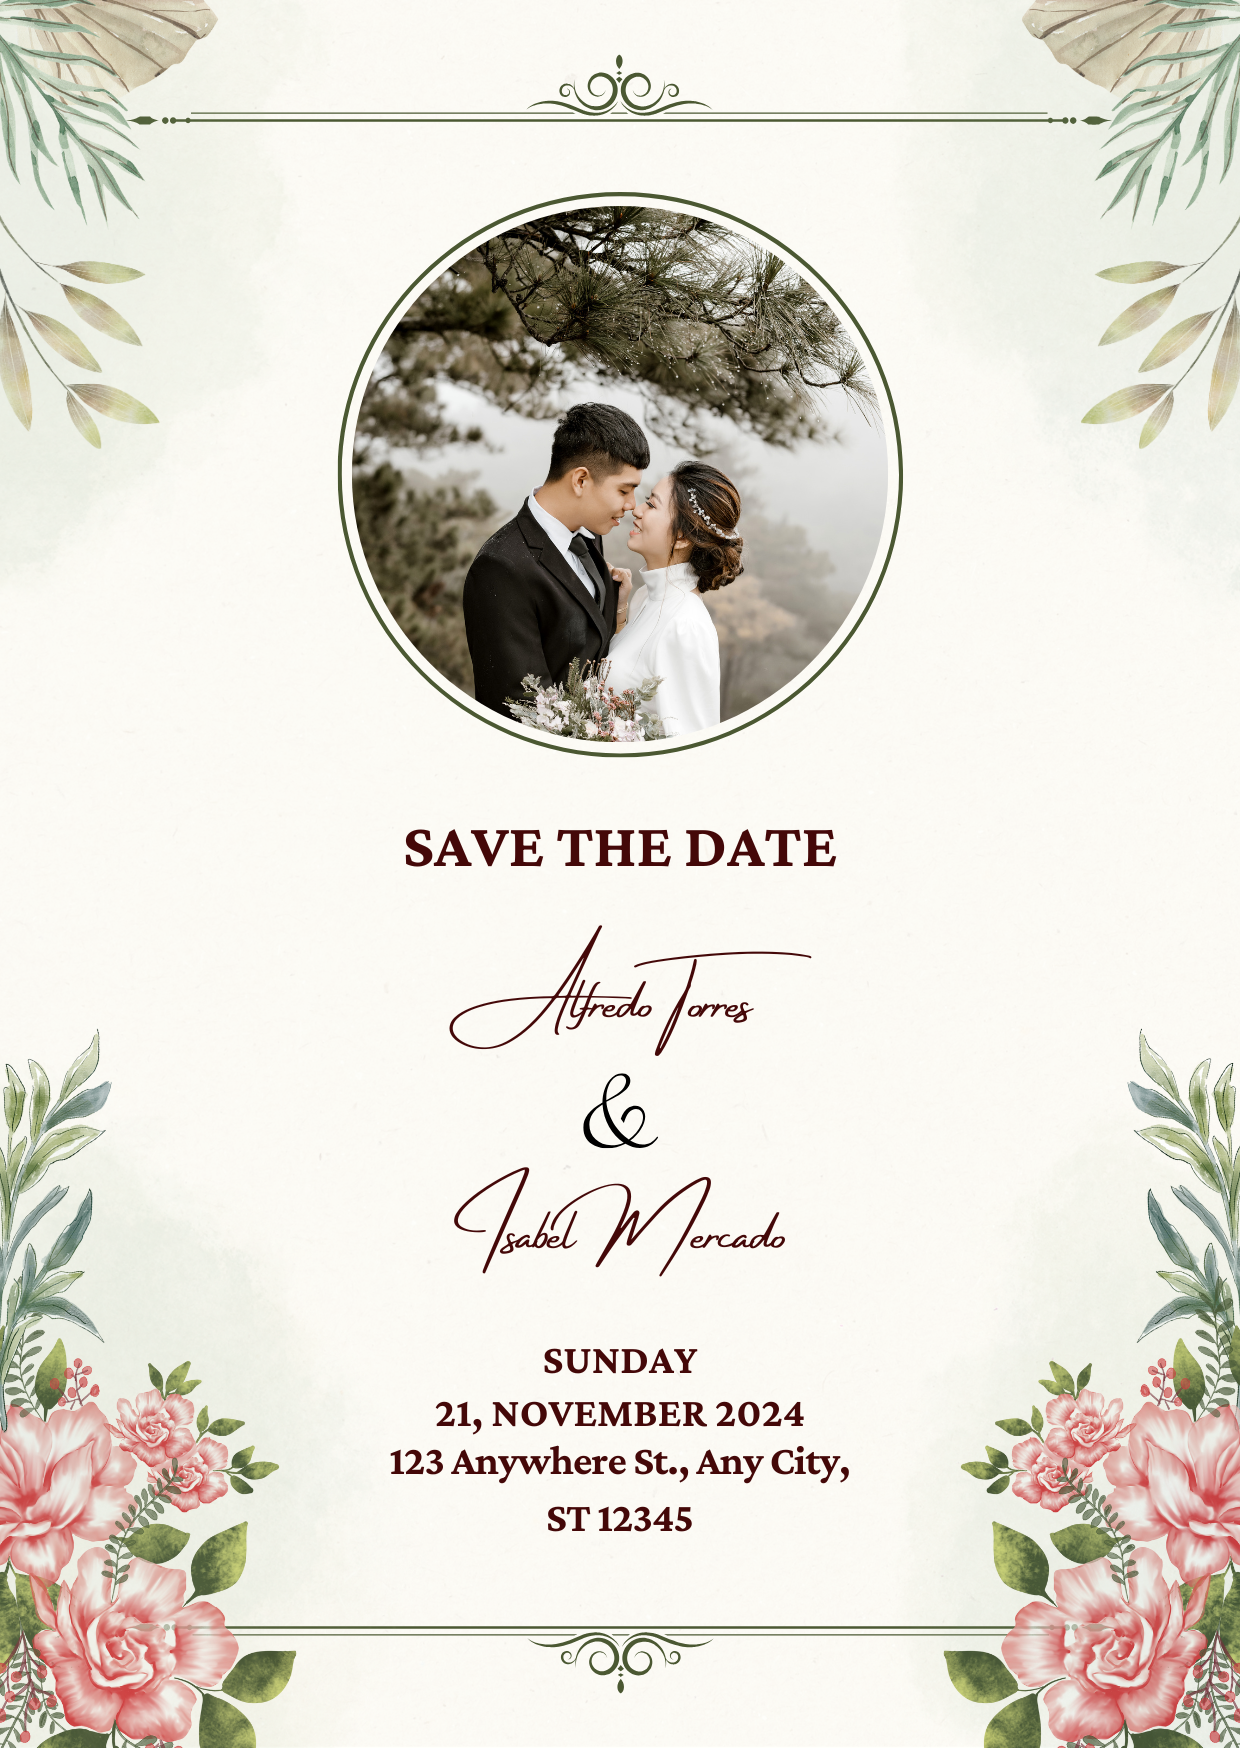 SAVE THE DATE
Alfredo Torres
&
Isabel Mercado
SUNDAY
21, NOVEMBER 2024
123 Anywhere St., Any City,
ST 12345